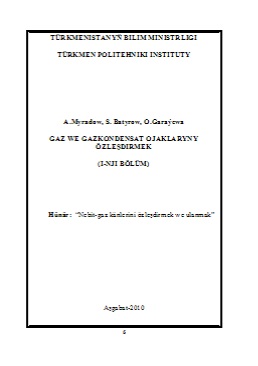 TÜRKMENISTANYŇ BILIM MINISTRLIGI
TÜRKMEN POLITEHNIKI INSTITUTY
A.Myradow, S. Batyrow, O.Garaýewa
GAZ WE GAZKONDENSAT OJAKLARYNY
ÖZLEŞDIRMEK
(I-NJI BÖLÜM)
Hünär: “Nebit-gaz känlerini özleşdirmek we ulanmak”
Aşgabat-2010